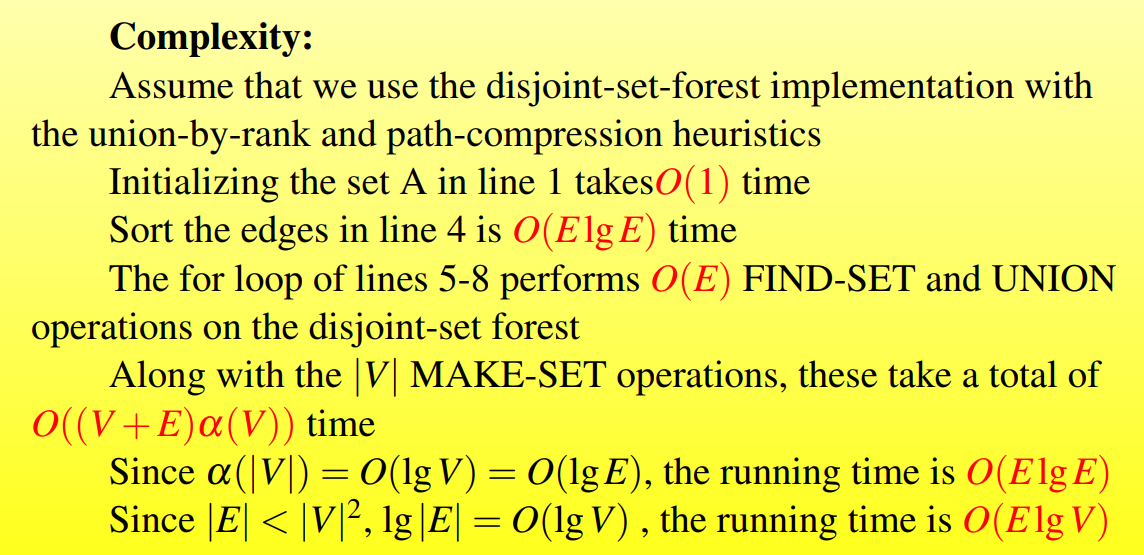 Complexity:
Assume that we use the disjoint-set-forest implementation with
the union-by-rank and path-compression heuristics
Initializing the set A in line 1 takesO(1) time
Sort the edges in line 4 is O(E lg E) time
The for loop of lines 5-8 performs O(E) FIND-SET and UNION
operations on the disjoint-set forest
Along with the |V| MAKE-SET operations, these take a total of
O((V+E)α(V)) time
Since α(|V|) = O(lg V) = O(lg E), the running time is O(E lg E)
Since |E| < |V|², lg |E| = O(lg V) , the running time is O(E lg V)